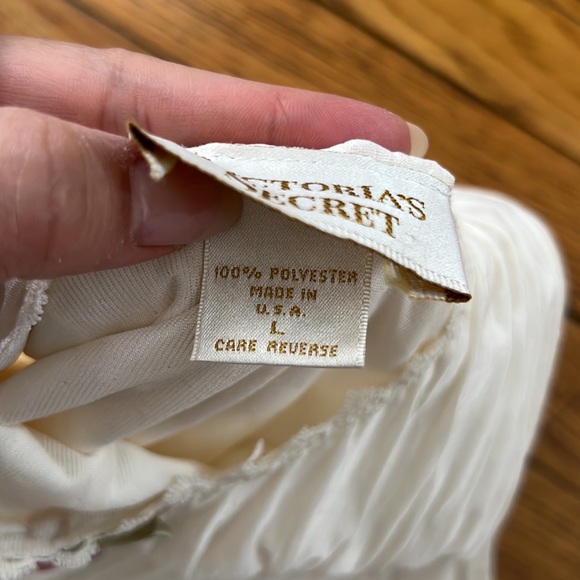 VICTORIA'S
SECRET
100% POLYESTER
MADE IN
U.S.A.
L
CARE REVERSE